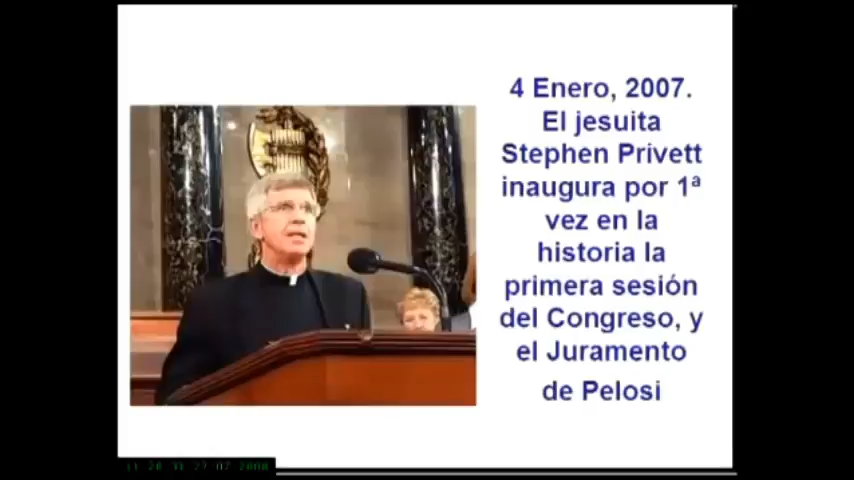 4 Enero, 2007.
El jesuita
Stephen Privett
inaugura por 1ª
vez en la
historia la
primera sesión
del Congreso, y
el Juramento
de Pelosi